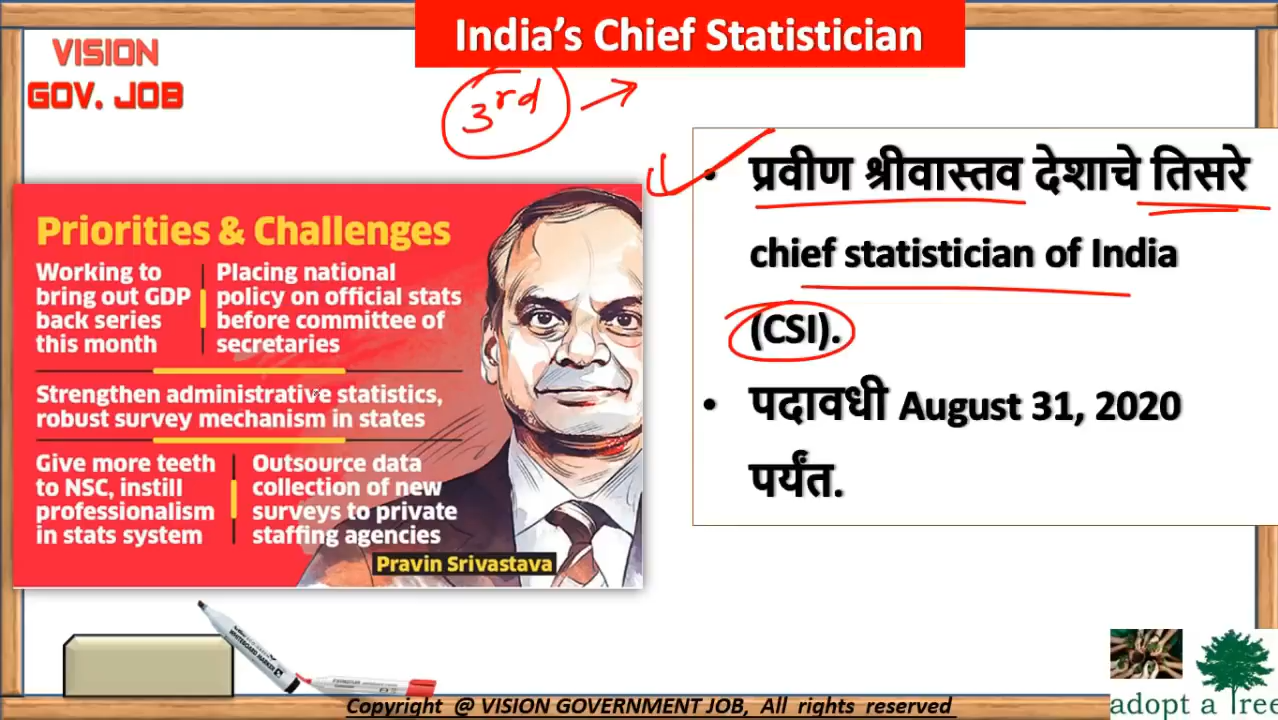 India's Chief Statistician
VISION
GOV. JOB
3rd
Priorities & Challenges
Working to
bring out GDP
back series
this month
Placing national
policy on official stats
before committee of
secretaries
Strengthen administrative statistics,
robust survey mechanism in states
Give more teeth
to NSC, instill
professionalism
in stats system
Outsource data
collection of new
surveys to private
staffing agencies
Pravin Srivastava
• प्रवीण श्रीवास्तव देशाचे तिसरे
chief statistician of India
(CSI).
• पदावधी August 31, 2020
पर्यंत.
WHITEBOARD MARKER
adopt a Tree
Copyright @ VISION GOVERNMENT JOB, All rights reserved